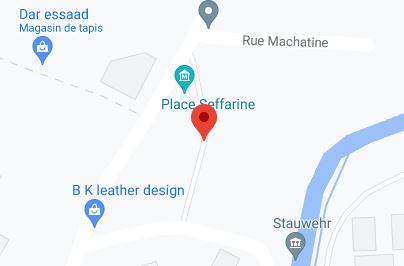 Dar essaad
Magasin de tapis
Rue Machatine
Place Seffarine
B K leather design
Stauwehr